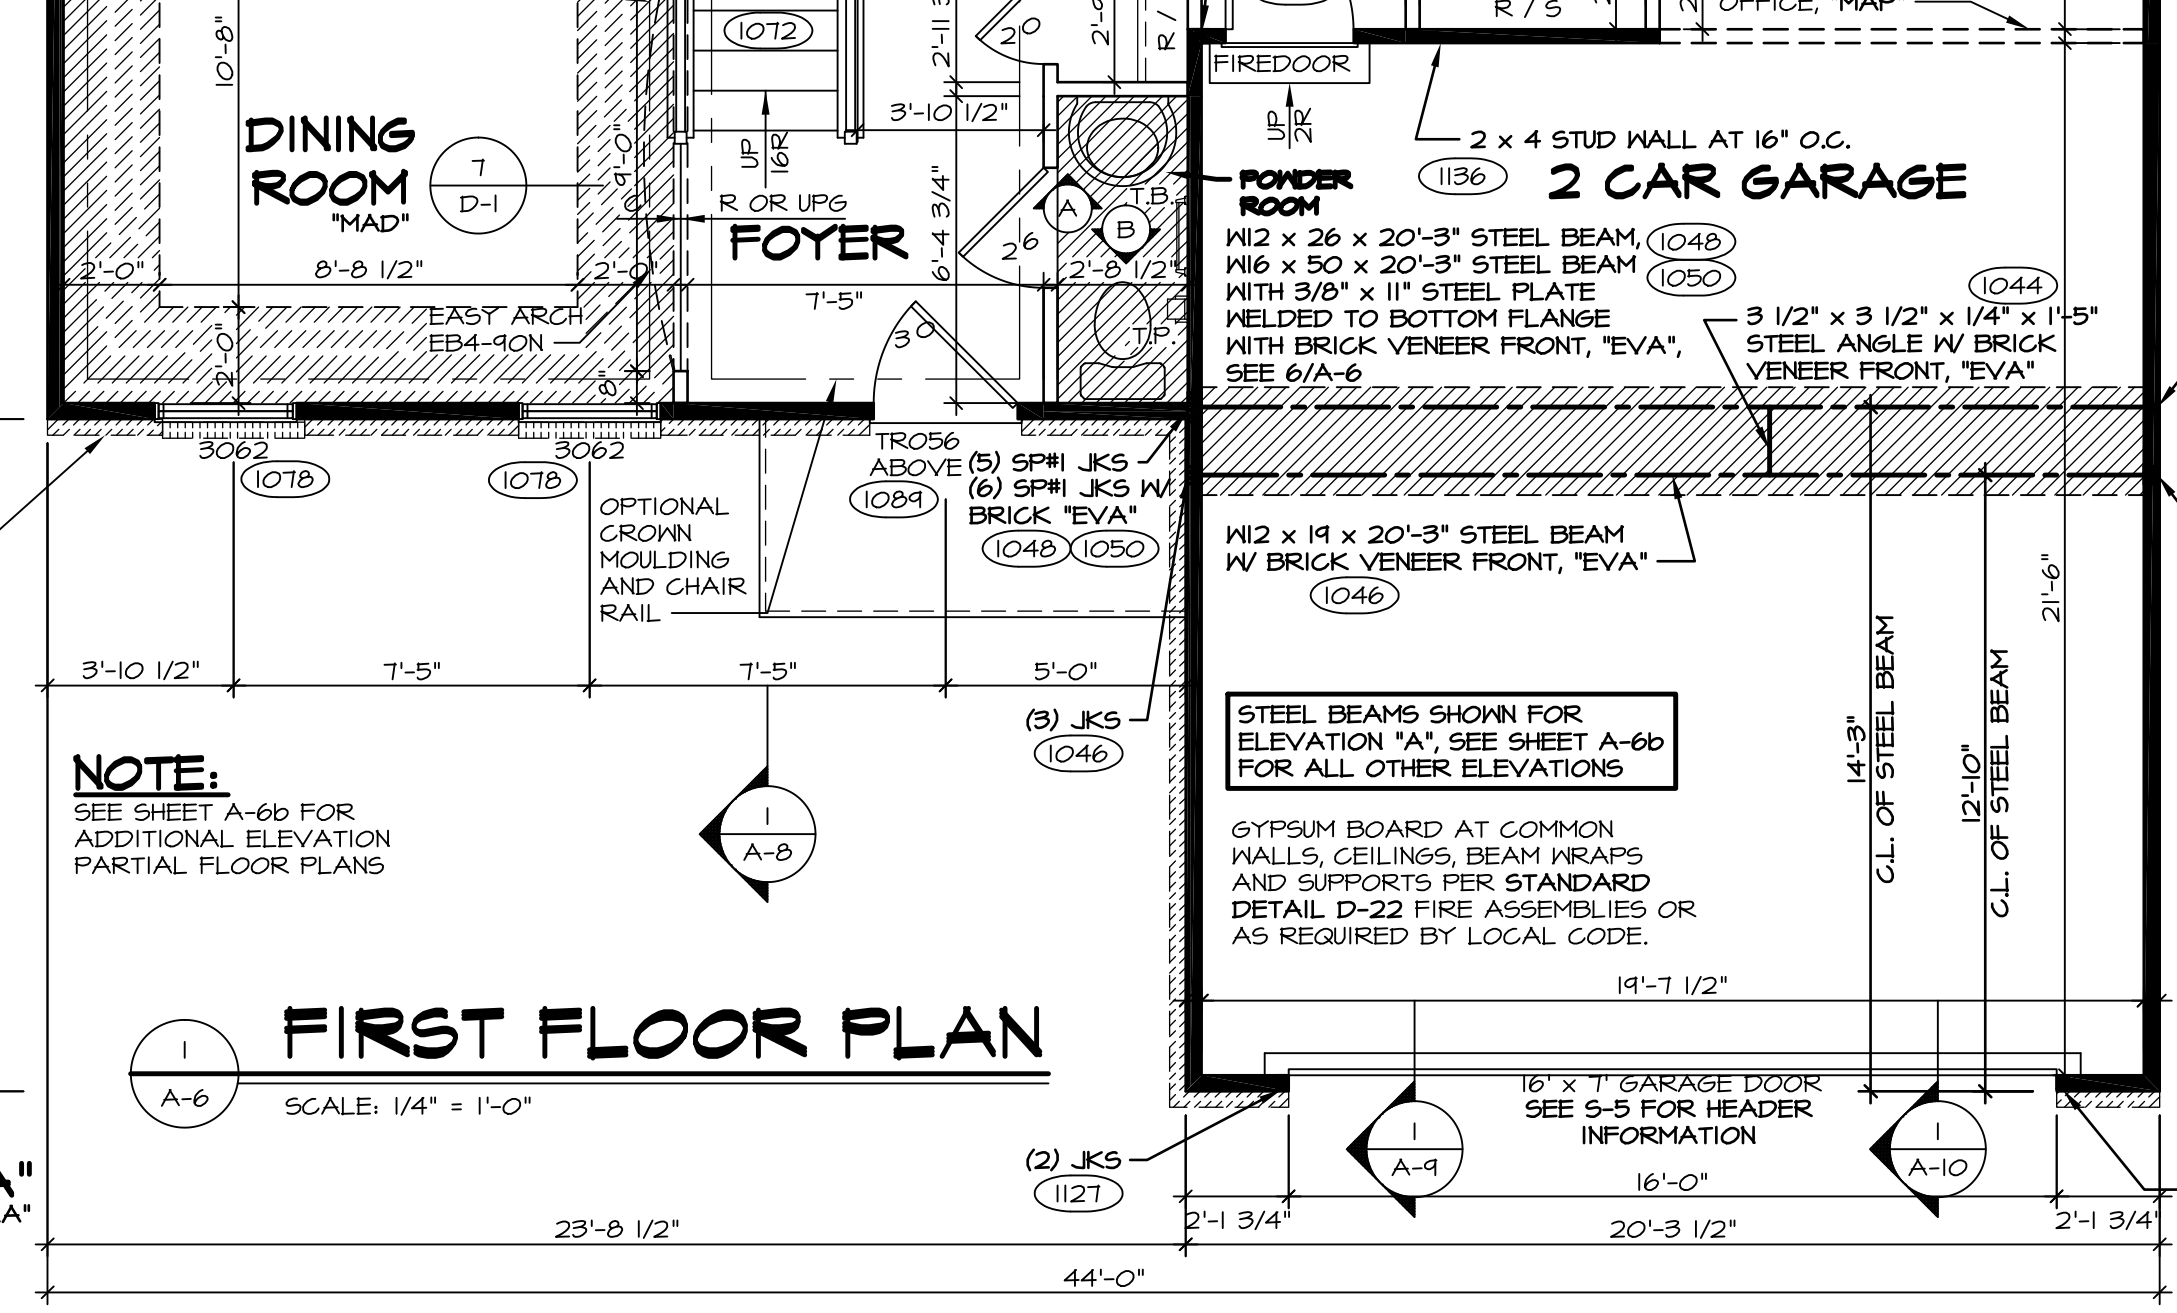 10'-8"
1072
2'-11 3
2⁰
2'-9
R /
R / S
OFFICE, "MAP"
FIREDOOR
3'-10 1/2"
DINING
ROOM
"MAD"
7
D-1
9'-0"
UP
16R
UP
2R
2 x 4 STUD WALL AT 16" O.C.
1136
2 CAR GARAGE
POWDER
ROOM
T.B.
A
B
R OR UPG
FOYER
6'-4 3/4"
2⁶
W12 x 26 x 20'-3" STEEL BEAM,
W16 x 50 x 20'-3" STEEL BEAM
WITH 3/8" x 11" STEEL PLATE
WELDED TO BOTTOM FLANGE
WITH BRICK VENEER FRONT, "EVA",
SEE 6/A-6
1048
1050
1044
3 1/2" x 3 1/2" x 1/4" x 1'-5"
STEEL ANGLE W/ BRICK
VENEER FRONT, "EVA"
2'-0"
8'-8 1/2"
2'-0"
7'-5"
2'-8 1/2"
EASY ARCH
EB4-90N
2'-0"
8"
3⁰
T.P.
3062
1078
3062
1078
TR056
ABOVE
1089
(5) SP#1 JKS
(6) SP#1 JKS W/
BRICK "EVA"
1048
1050
OPTIONAL
CROWN
MOULDING
AND CHAIR
RAIL
W12 x 19 x 20'-3" STEEL BEAM
W/ BRICK VENEER FRONT, "EVA"
1046
21'-6"
3'-10 1/2"
7'-5"
7'-5"
5'-0"
(3) JKS
1046
STEEL BEAMS SHOWN FOR
ELEVATION "A", SEE SHEET A-6b
FOR ALL OTHER ELEVATIONS
14'-3"
C.L. OF STEEL BEAM
12'-10"
C.L. OF STEEL BEAM
NOTE:
SEE SHEET A-6b FOR
ADDITIONAL ELEVATION
PARTIAL FLOOR PLANS
1
A-8
GYPSUM BOARD AT COMMON
WALLS, CEILINGS, BEAM WRAPS
AND SUPPORTS PER STANDARD
DETAIL D-22 FIRE ASSEMBLIES OR
AS REQUIRED BY LOCAL CODE.
19'-7 1/2"
1
A-6
FIRST FLOOR PLAN
SCALE: 1/4" = 1'-0"
16' x 7' GARAGE DOOR
SEE S-5 FOR HEADER
INFORMATION
1
A-9
1
A-10
A"
A"
(2) JKS
1127
16'-0"
2'-1 3/4"
20'-3 1/2"
2'-1 3/4"
23'-8 1/2"
44'-0"